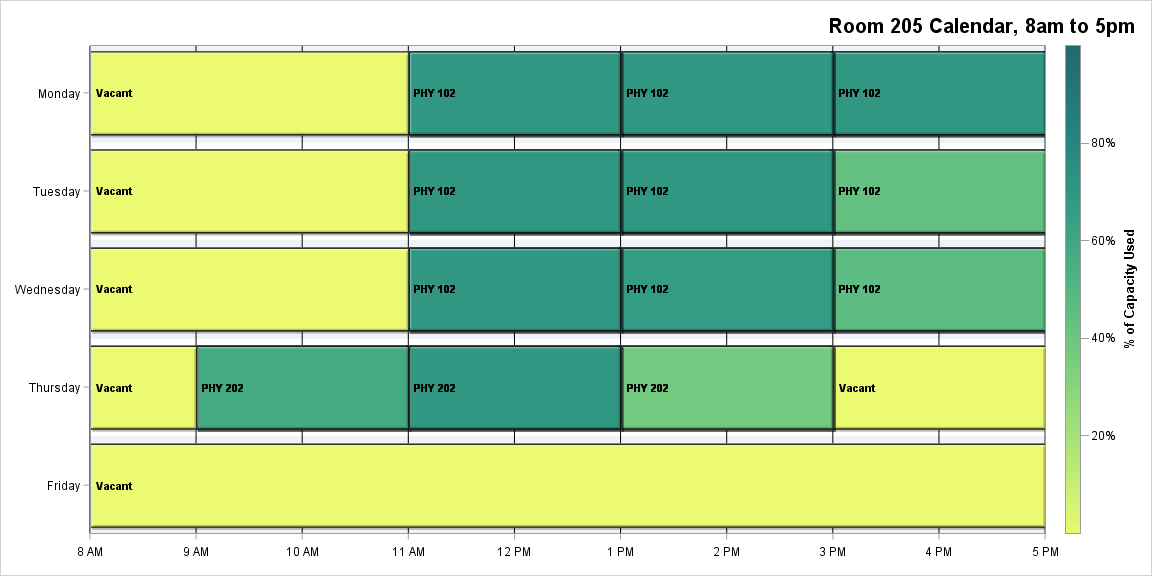 Room 205 Calendar, 8am to 5pm
Monday
Vacant
PHY 102
PHY 102
PHY 102
Tuesday
Vacant
PHY 102
PHY 102
PHY 102
Wednesday
Vacant
PHY 102
PHY 102
PHY 102
Thursday
Vacant
PHY 202
PHY 202
PHY 202
Vacant
Friday
Vacant
8 AM
9 AM
10 AM
11 AM
12 PM
1 PM
2 PM
3 PM
4 PM
5 PM
80%
60%
40%
20%
% of Capacity Used